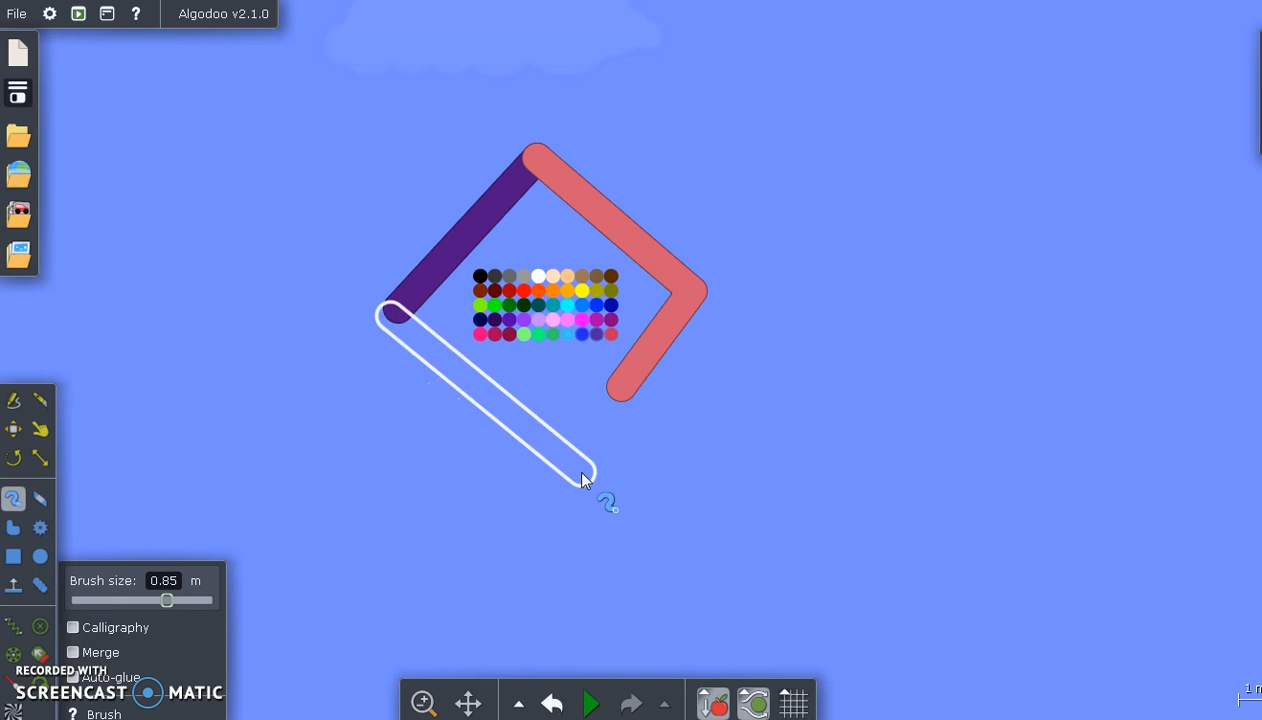 File ? Algodoo v2.1.0
Brush size: 0.85 m
Calligraphy
Merge
Auto-glue
RECORDED WITH
SCREENCAST MATIC
? Brush
1 m